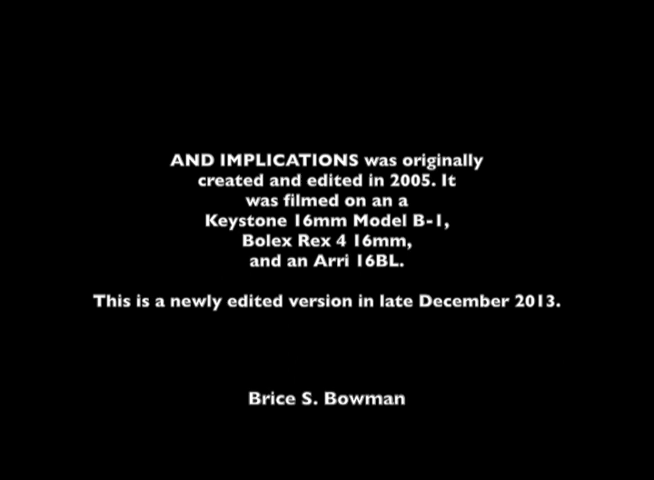 AND IMPLICATIONS was originally
created and edited in 2005. It
was filmed on an a
Keystone 16mm Model B-1,
Bolex Rex 4 16mm,
and an Arri 16BL.
This is a newly edited version in late December 2013.
Brice S. Bowman